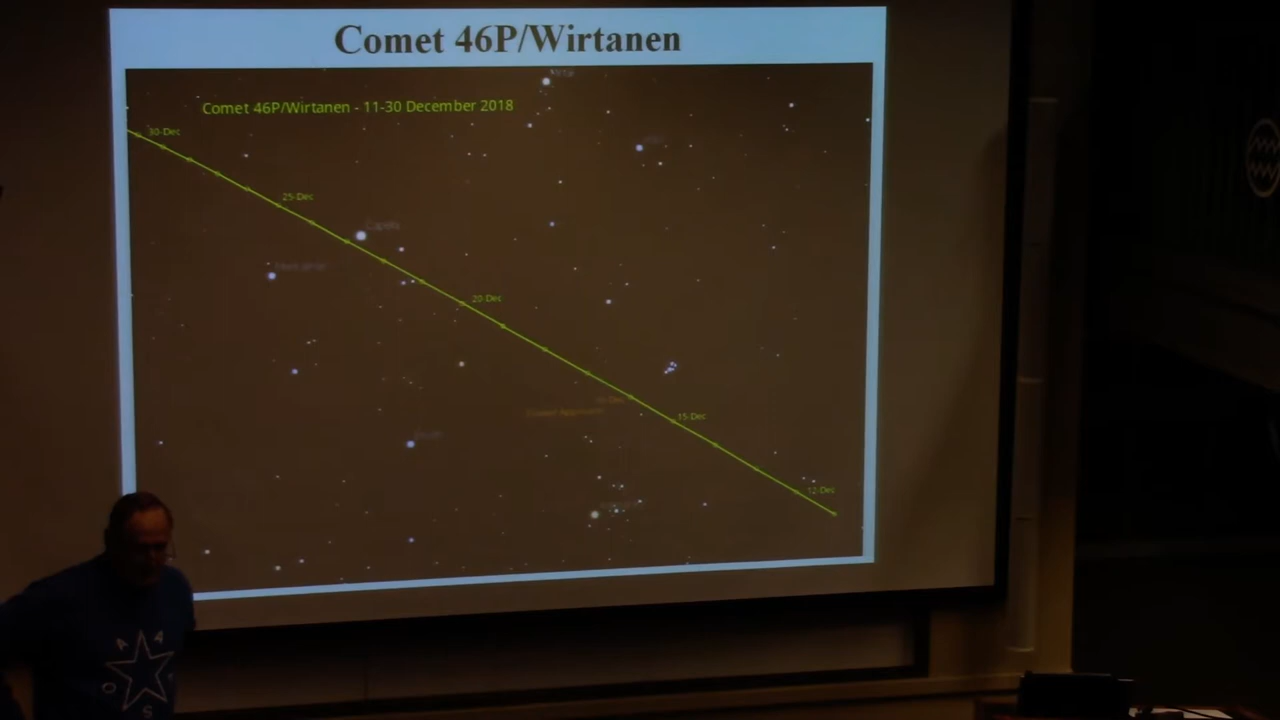 Comet 46P/Wirtanen
Comet 46P/Wirtanen - 11-30 December 2018
30-Dec
25-Dec
Capella
20-Dec
15-Dec
12-Dec
A 4
O
S